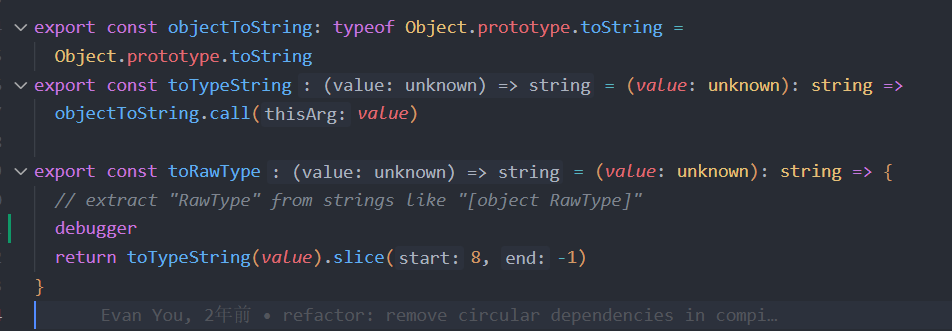 export const objectToString: typeof Object.prototype.toString =
Object.prototype.toString
export const toTypeString : (value: unknown) => string = (value: unknown): string =>
objectToString.call( thisArg: value)
export const toRawType : (value: unknown) => string = (value: unknown): string => {
// extract "RawType" from strings like "[object RawType]"
debugger
return toTypeString(value).slice( start: 8, end: -1)
}
Evan You, 2年前 • refactor: remove circular dependencies in compi…